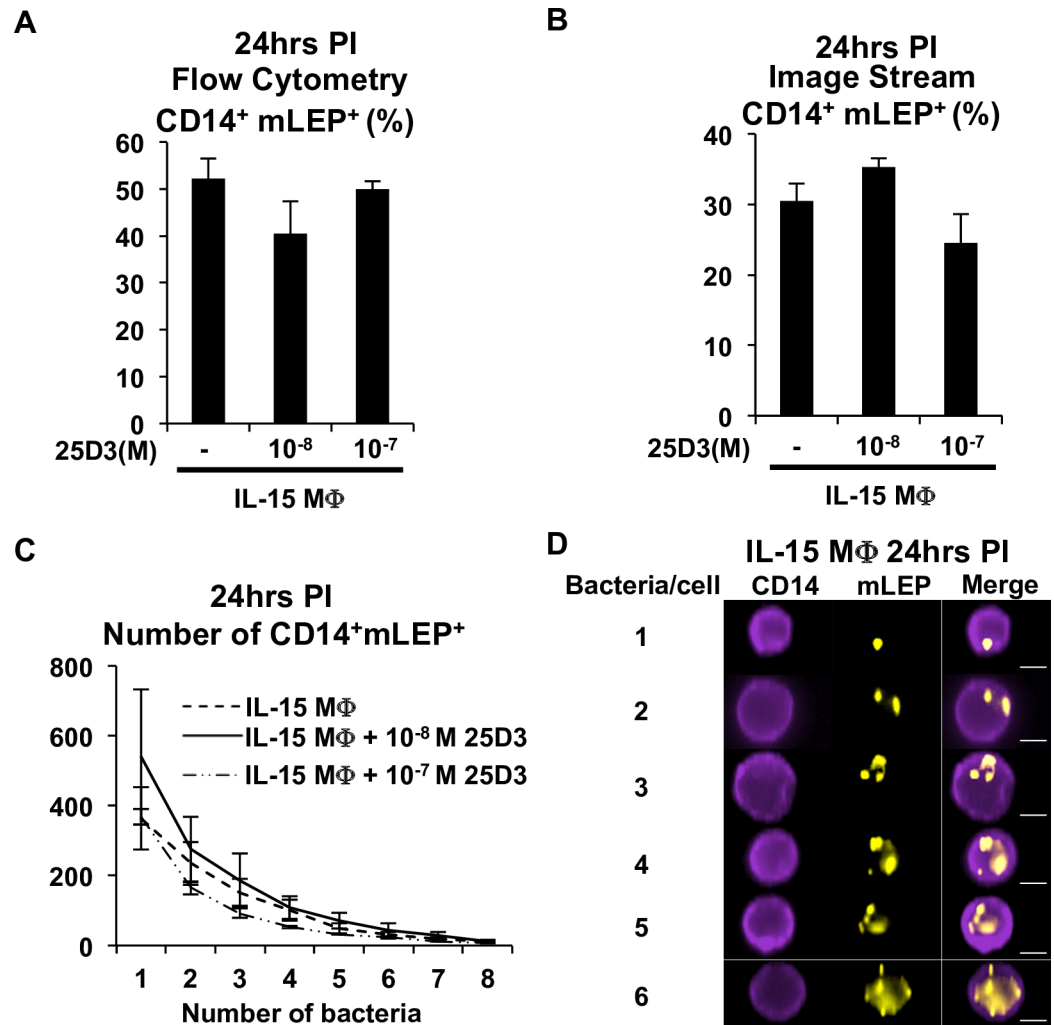 A
24hrs PI
Flow Cytometry
CD14⁺ mLEP⁺ (%)
60
50
40
30
20
10
0
25D3(M) - 10⁻⁸ 10⁻⁷
IL-15 MΦ
B
24hrs PI
Image Stream
CD14⁺ mLEP⁺ (%)
40
30
20
10
0
25D3(M) - 10⁻⁸ 10⁻⁷
IL-15 MΦ
C
24hrs PI
Number of CD14⁺mLEP⁺
800
600
400
200
0
IL-15 MΦ
IL-15 MΦ + 10⁻⁸ M 25D3
IL-15 MΦ + 10⁻⁷ M 25D3
1 2 3 4 5 6 7 8
Number of bacteria
D
IL-15 MΦ 24hrs PI
Bacteria/cell CD14 mLEP Merge
1
2
3
4
5
6